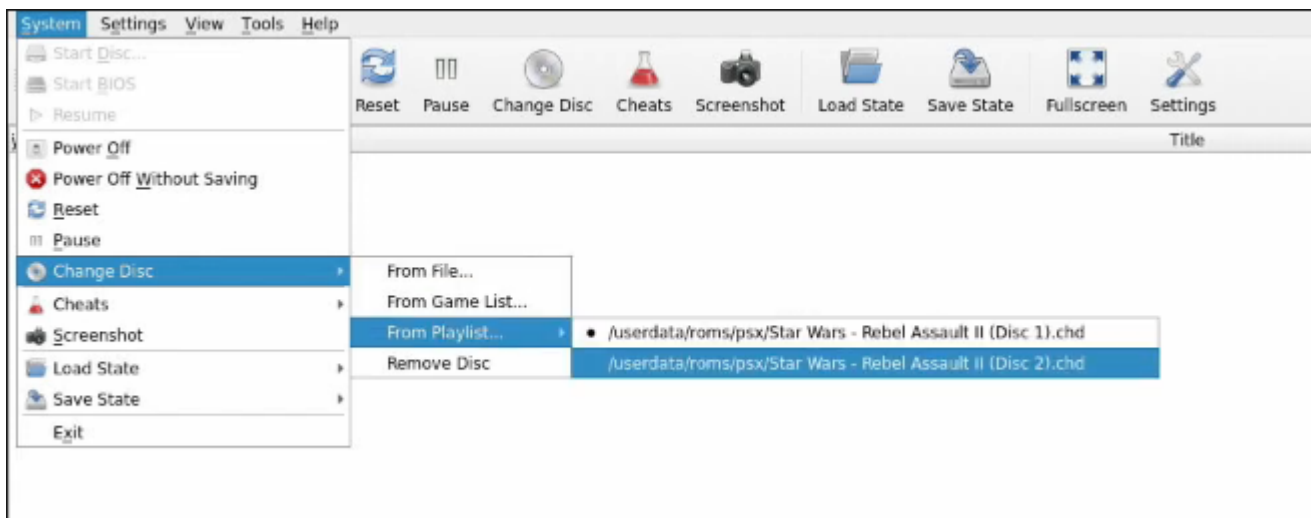 System Settings View Tools Help
Start Disc...
Start BIOS
Resume
Power Off
Power Off Without Saving
Reset
Pause
Change Disc
Cheats
Screenshot
Load State
Save State
Exit
Reset Pause Change Disc Cheats Screenshot Load State Save State Fullscreen Settings
Title
From File...
From Game List...
From Playlist...
Remove Disc
/userdata/roms/psx/Star Wars - Rebel Assault II (Disc 1).chd
/userdata/roms/psx/Star Wars - Rebel Assault II (Disc 2).chd